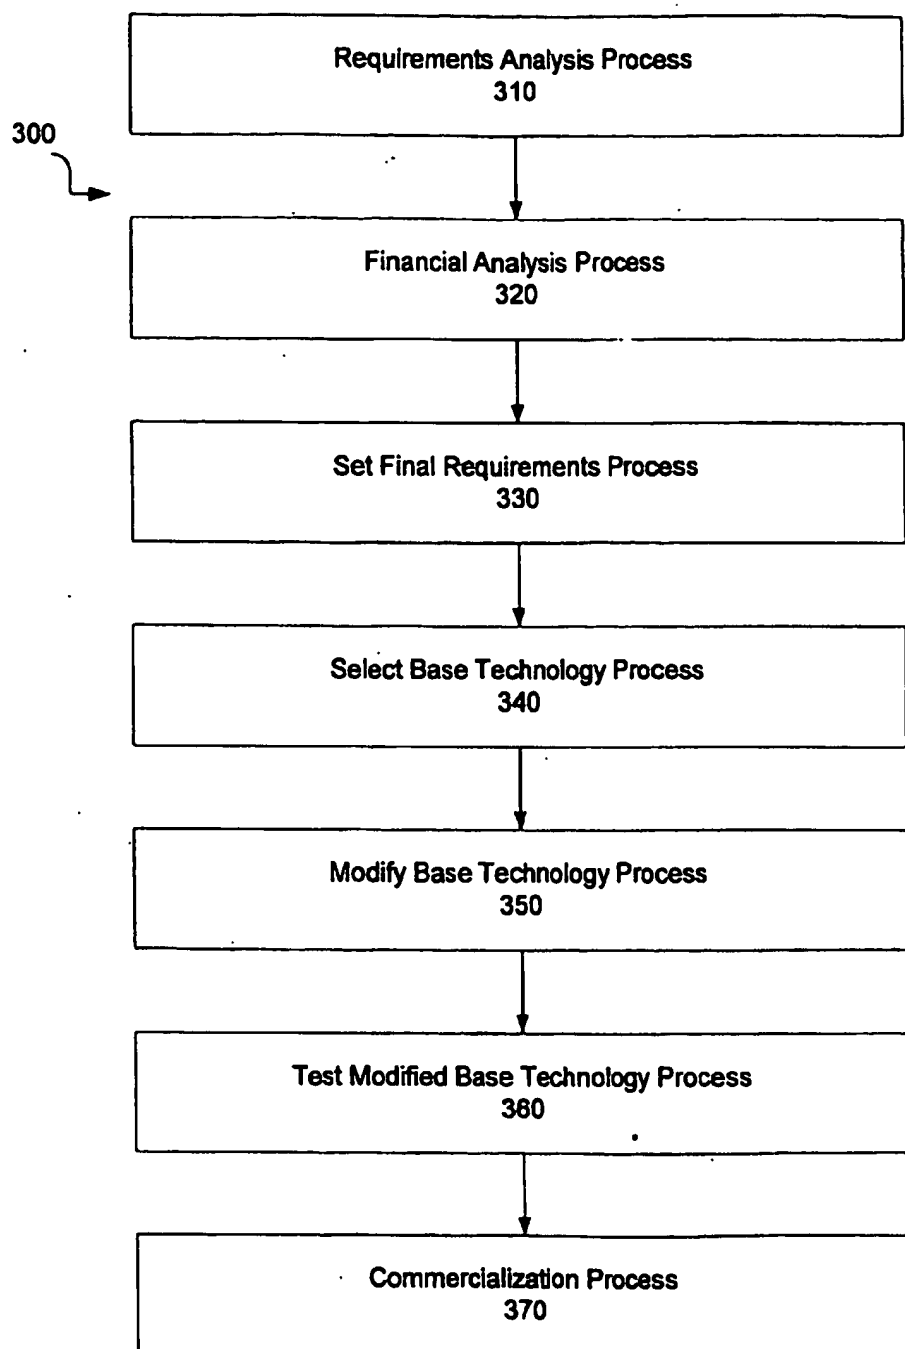 Requirements Analysis Process
310
300
Financial Analysis Process
320
Set Final Requirements Process
330
Select Base Technology Process
340
Modify Base Technology Process
350
Test Modified Base Technology Process
360
Commercialization Process
370